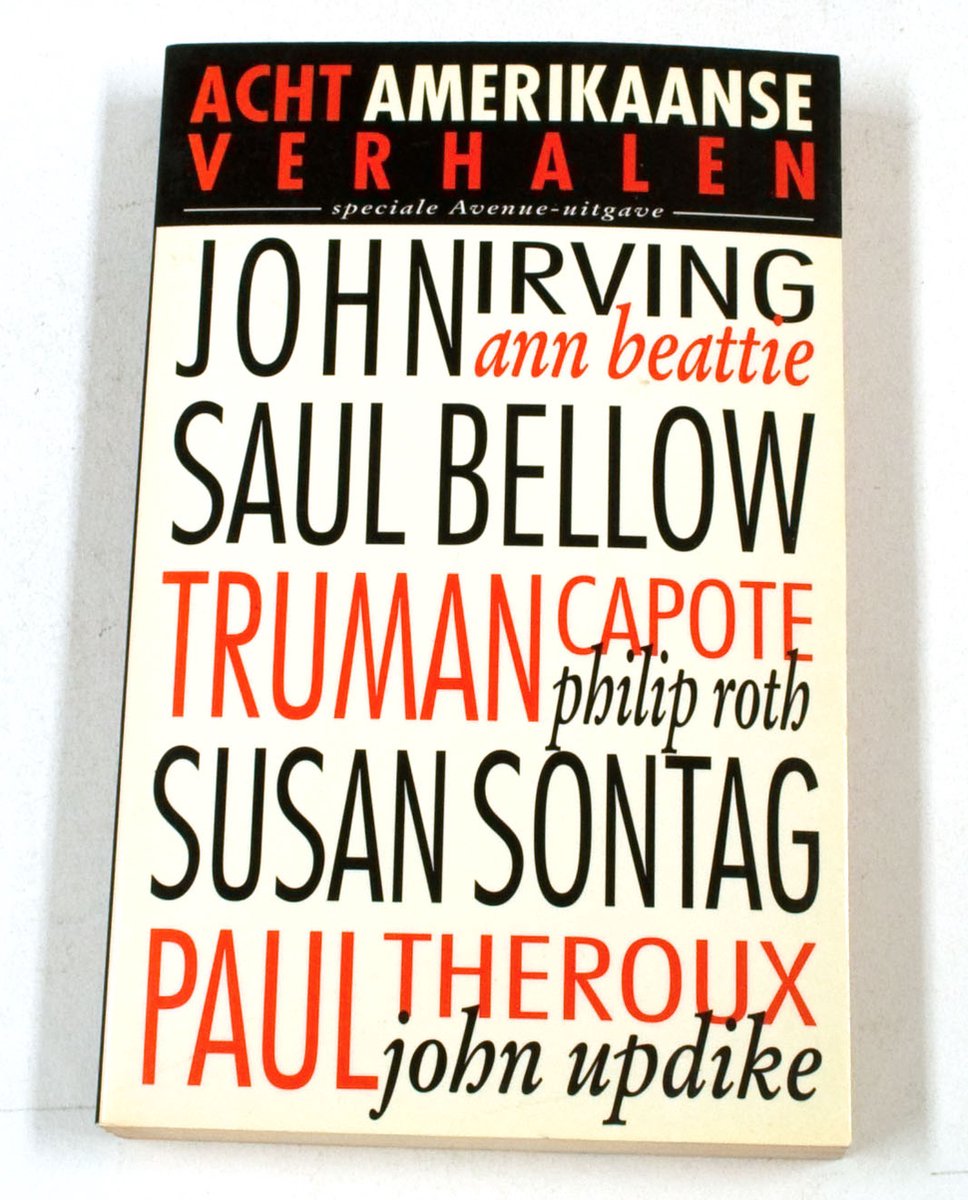 ACHT AMERIKAANSE
VERHALEN
speciale Avenue-uitgave
JOHN IRVING
ann beattie
SAUL BELLOW
TRUMAN CAPOTE
philip roth
SUSAN SONTAG
PAUL THEROUX
john updike